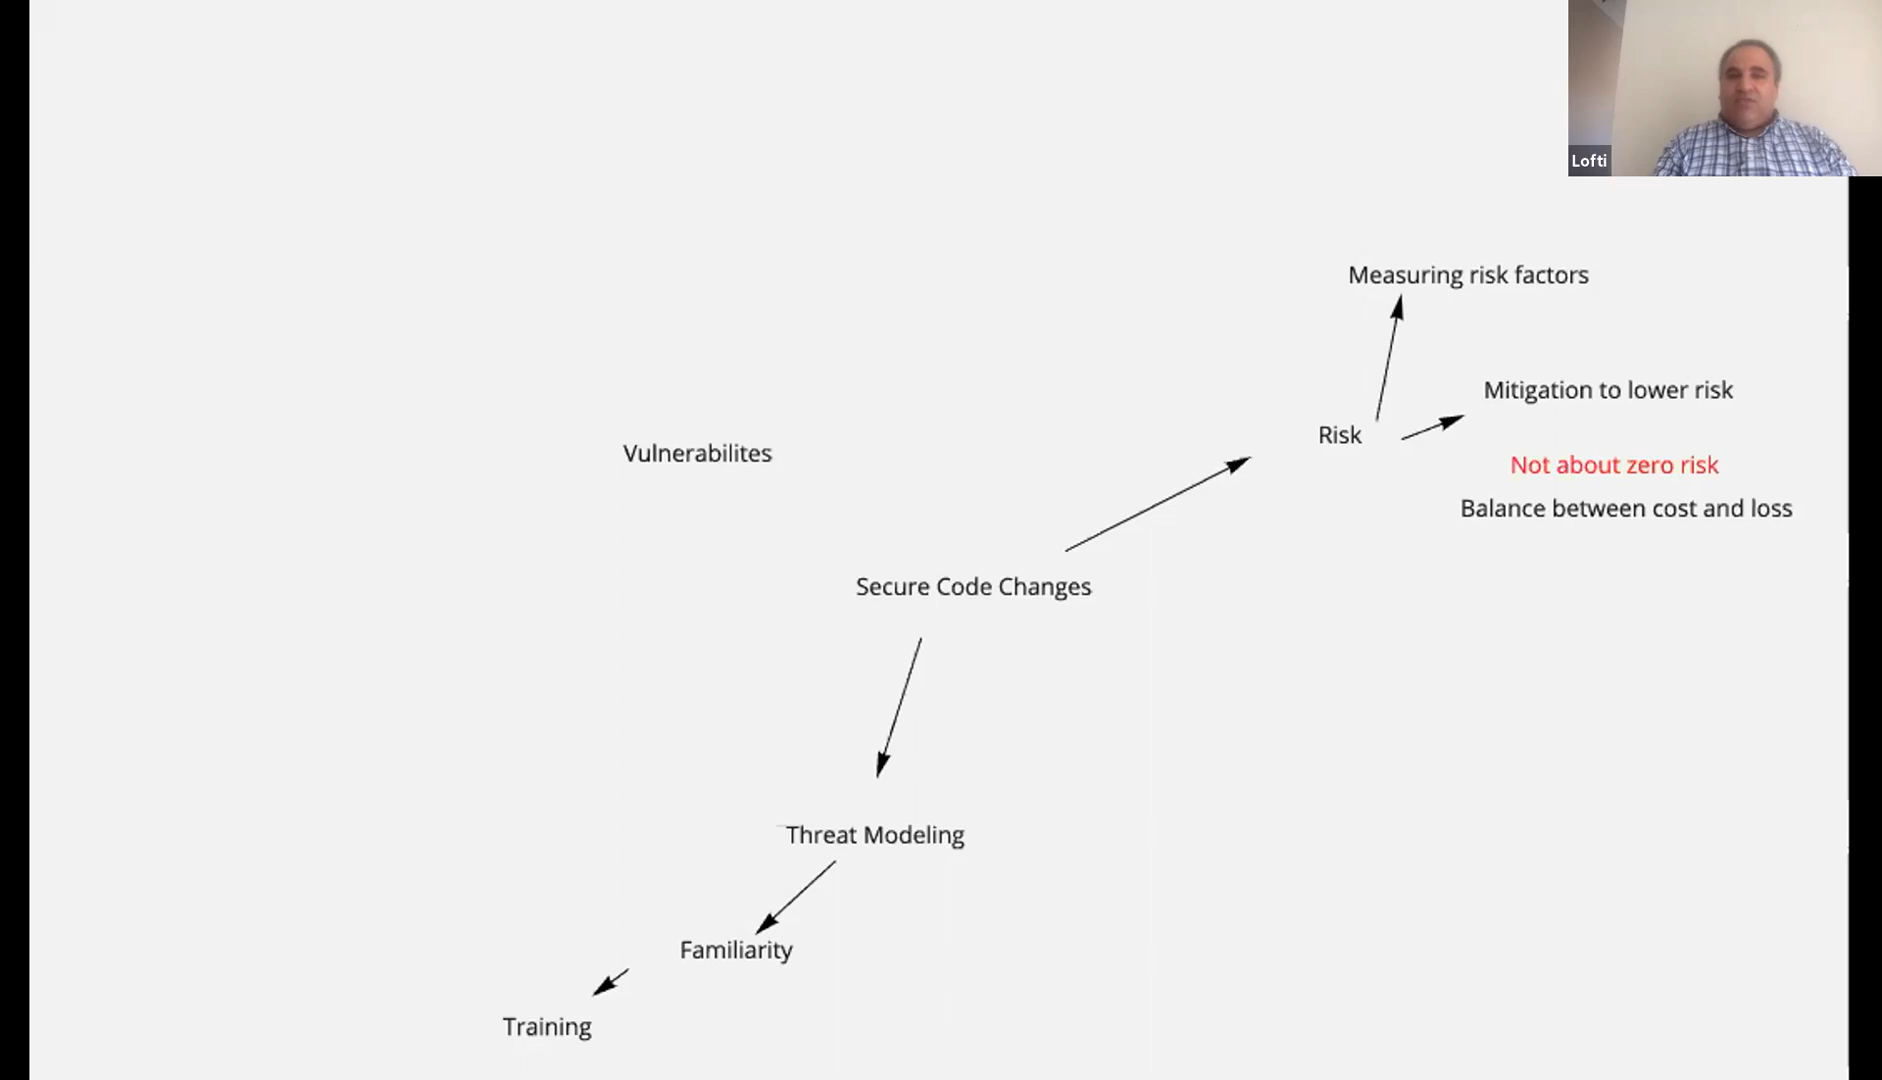 Lofti
Measuring risk factors
Mitigation to lower risk
Risk
Vulnerabilites
Not about zero risk
Balance between cost and loss
Secure Code Changes
Threat Modeling
Familiarity
Training